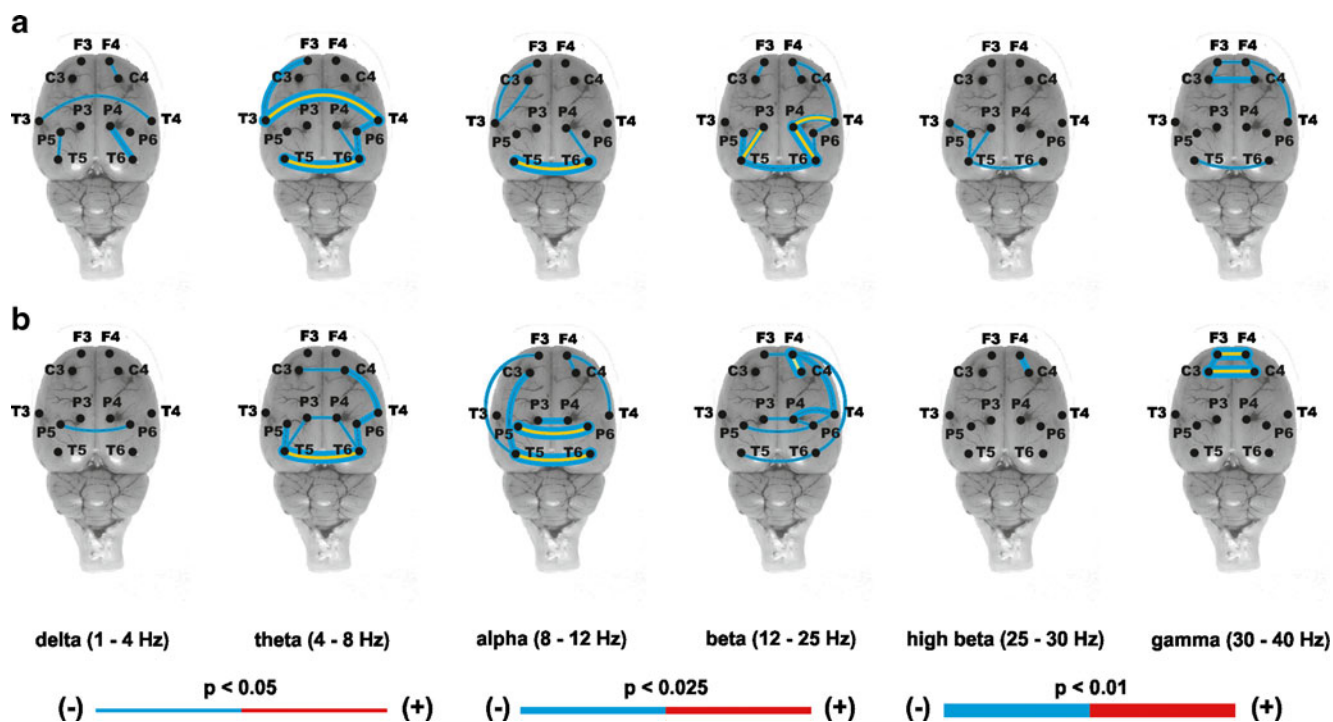 a
F3 F4 F3 F4 F3 F4 F3 F4 F3 F4 F3 F4
C3 C4 C3 C4 C3 C4 C3 C4 C3 C4 C3 C4
P3 P4 P3 P4 P3 P4 P3 P4 P3 P4 P3 P4
T3 T4 T3 T4 T3 T4 T3 T4 T3 T4 T3 T4
P5 P6 P5 P6 P5 P6 P5 P6 P5 P6 P5 P6
T5 T6 T5 T6 T5 T6 T5 T6 T5 T6 T5 T6
b
F3 F4 F3 F4 F3 F4 F3 F4 F3 F4 F3 F4
C3 C4 C3 C4 C3 C4 C3 C4 C3 C4 C3 C4
P3 P4 P3 P4 P3 P4 P3 P4 P3 P4 P3 P4
T3 T4 T3 T4 T3 T4 T3 T4 T3 T4 T3 T4
P5 P6 P5 P6 P5 P6 P5 P6 P5 P6 P5 P6
T5 T6 T5 T6 T5 T6 T5 T6 T5 T6 T5 T6
delta (1 - 4 Hz) theta (4 - 8 Hz) alpha (8 - 12 Hz) beta (12 - 25 Hz) high beta (25 - 30 Hz) gamma (30 - 40 Hz)
p < 0.05 p < 0.025 p < 0.01
(-) (+) (-) (+) (-) (+)